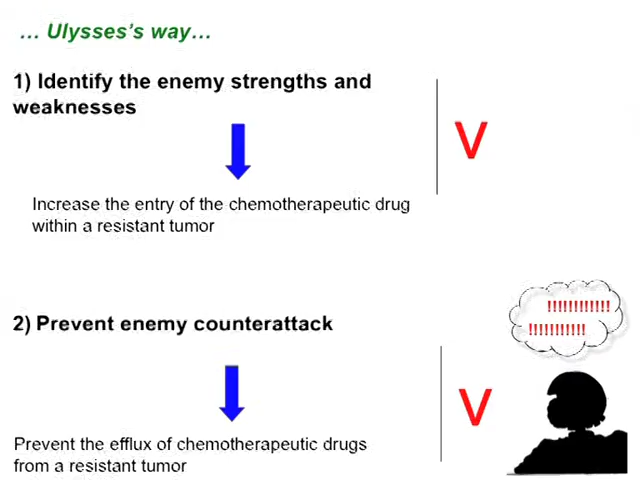 ... Ulysses's way...
1) Identify the enemy strengths and
weaknesses
V
Increase the entry of the chemotherapeutic drug
within a resistant tumor
!!!!!!!!!!!!
!!!!!!!!!!!
2) Prevent enemy counterattack
V
Prevent the efflux of chemotherapeutic drugs
from a resistant tumor